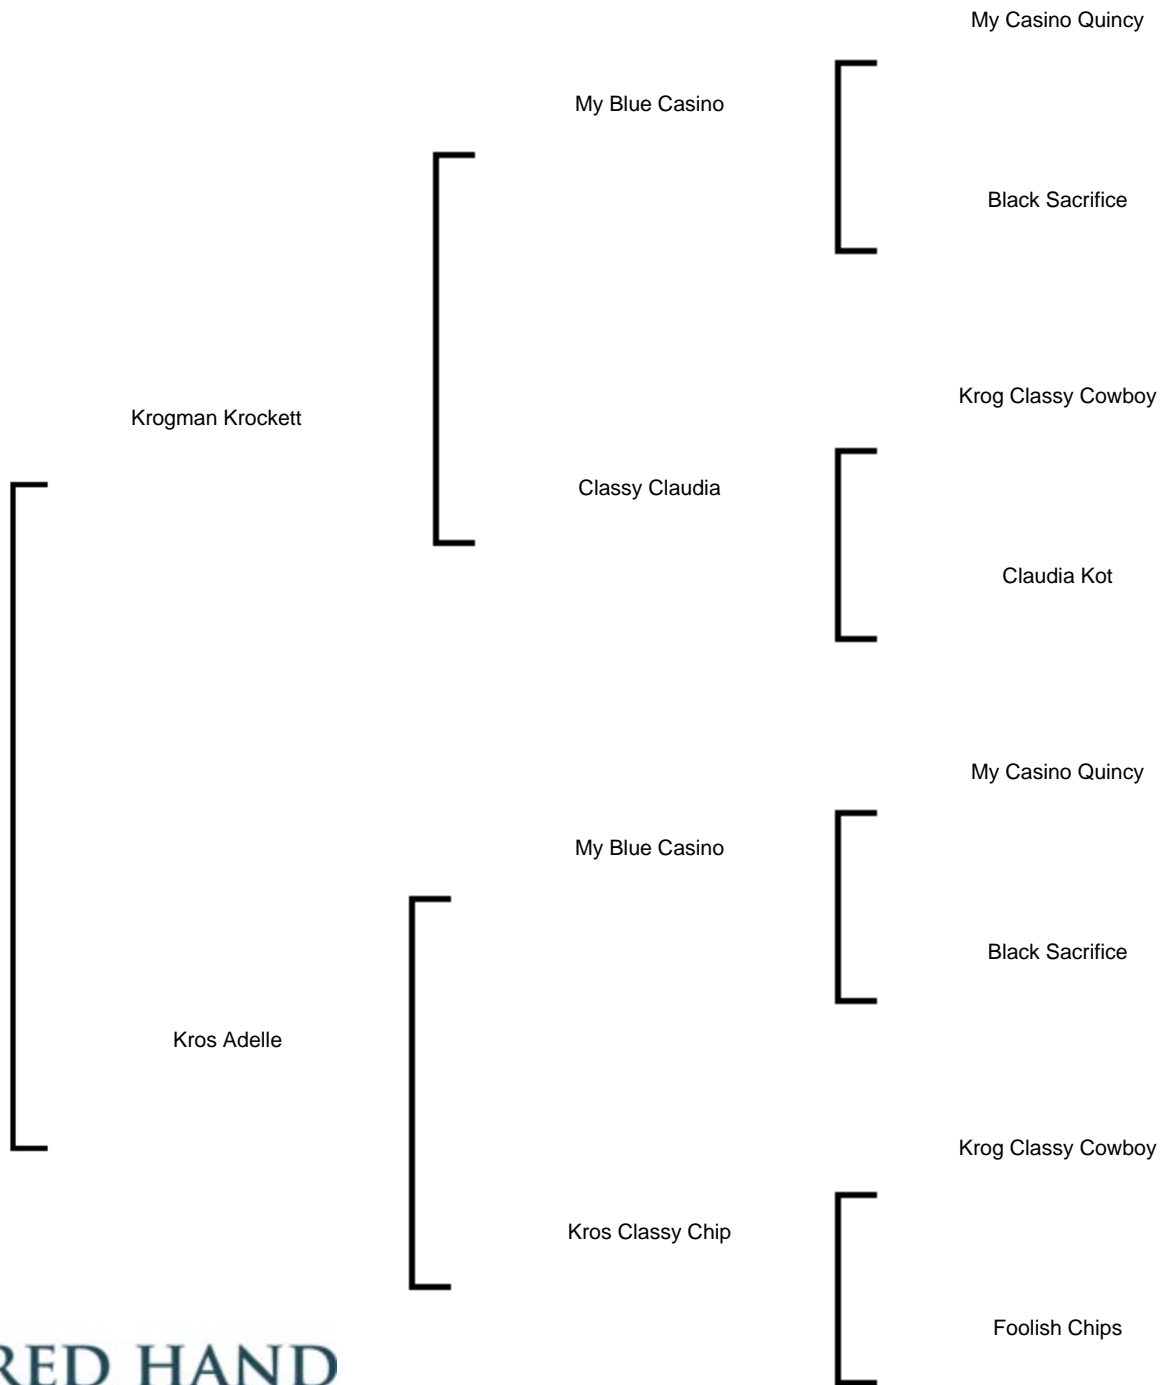 My Casino Quincy
My Blue Casino
Black Sacrifice
Krog Classy Cowboy
Krogman Krockett
Classy Claudia
Claudia Kot
My Casino Quincy
My Blue Casino
Black Sacrifice
Kros Adelle
Krog Classy Cowboy
Kros Classy Chip
Foolish Chips
RED HAND